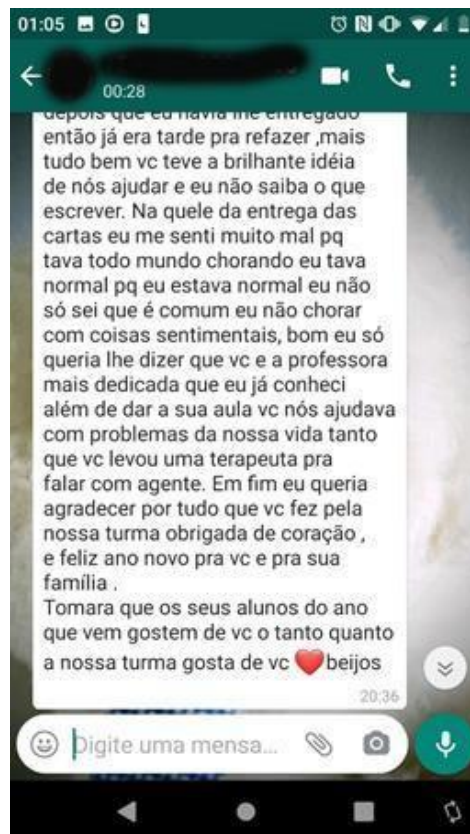 01:05
00:28
depois que eu havia lhe entregado
então já era tarde pra refazer ,mais
tudo bem vc teve a brilhante idéia
de nós ajudar e eu não saiba o que
escrever. Na quele da entrega das
cartas eu me senti muito mal pq
tava todo mundo chorando eu tava
normal pq eu estava normal eu não
só sei que é comum eu não chorar
com coisas sentimentais, bom eu só
queria lhe dizer que vc e a professora
mais dedicada que eu já conheci
além de dar a sua aula vc nós ajudava
com problemas da nossa vida tanto
que vc levou uma terapeuta pra
falar com agente. Em fim eu queria
agradecer por tudo que vc fez pela
nossa turma obrigada de coração ,
e feliz ano novo pra vc e pra sua
família .
Tomara que os seus alunos do ano
que vem gostem de vc o tanto quanto
a nossa turma gosta de vc ❤️beijos
20:36
Digite uma mensa...